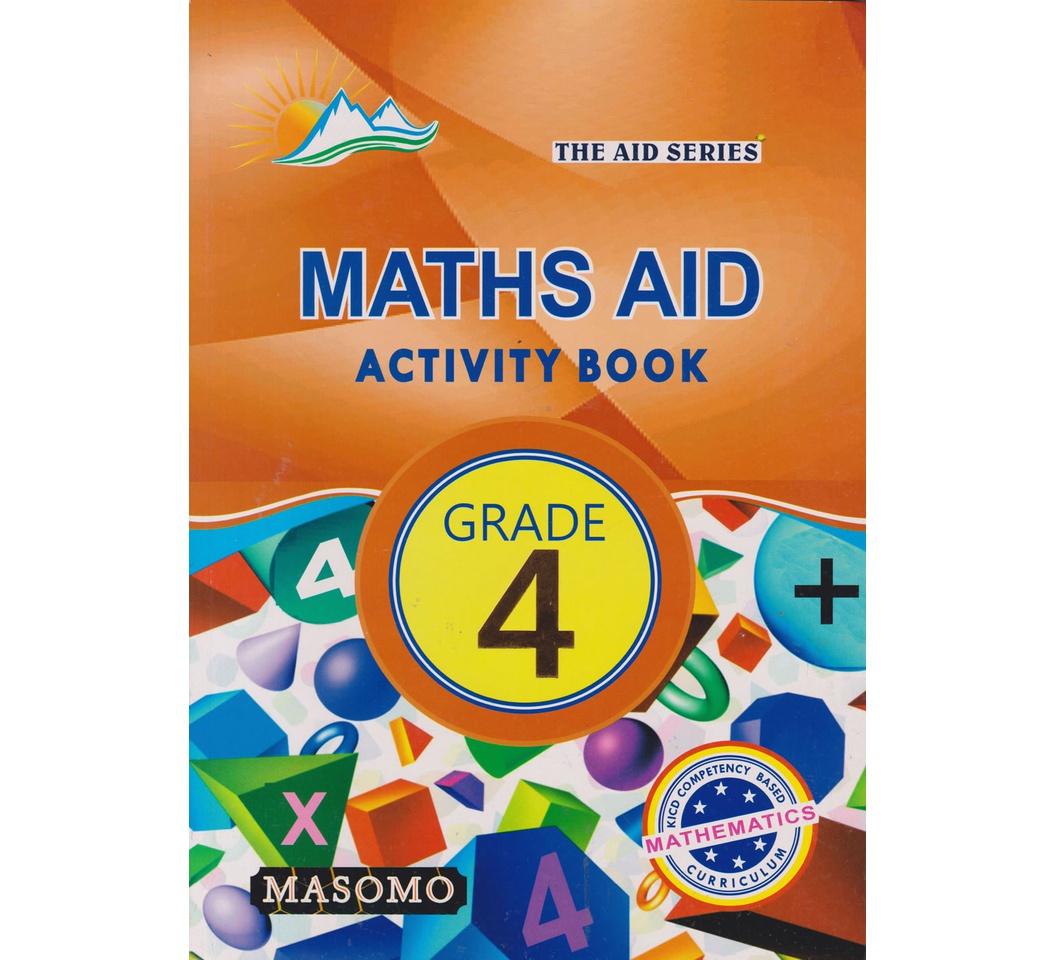 THE AID SERIES
MATHS AID
ACTIVITY BOOK
GRADE
4
4
+
X
4
MASOMO
KICD COMPETENCY BASED
MATHEMATICS
CURRICULUM